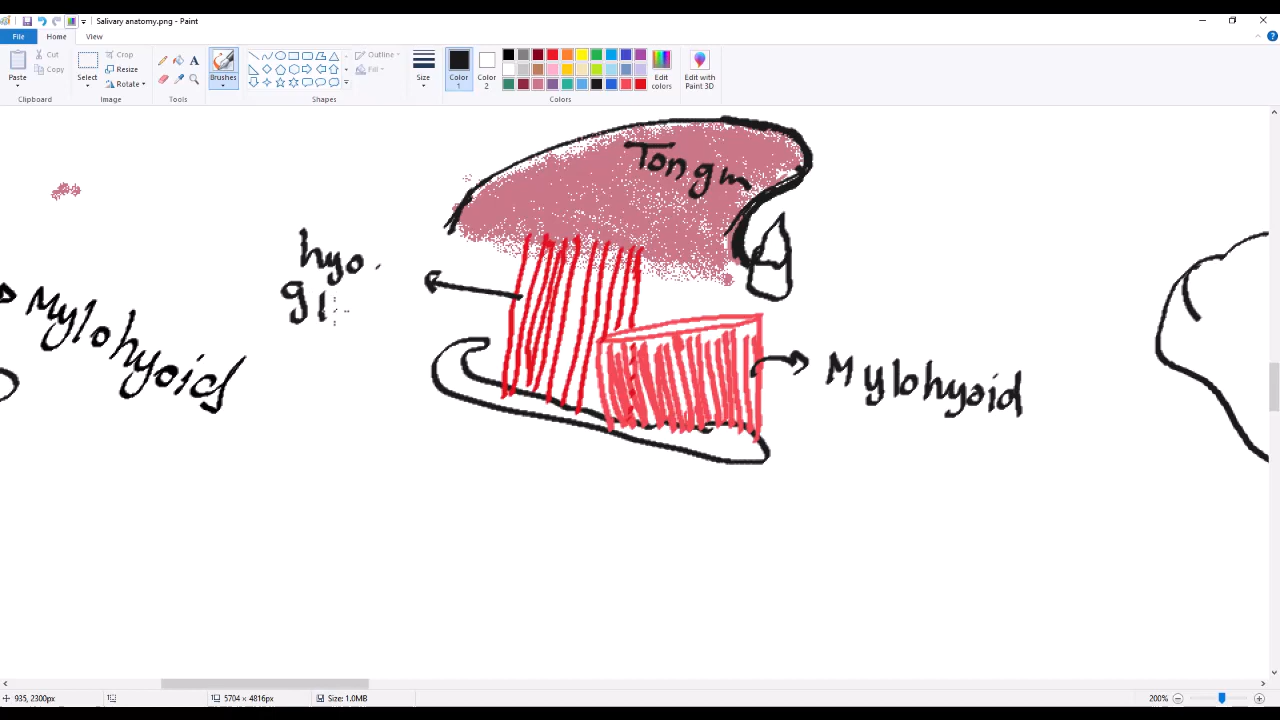 Salivary anatomy.png - Paint
File Home View
Paste Cut Copy
Clipboard
Select Crop Resize Rotate
Image
Tools
Brushes
Outline Fill
Shapes
Size
Color 1
Color 2
Edit colors
Colors
Edit with Paint 3D
Tong
hyo.
gl
Mylohyoid
Mylohyoid
935, 2300px
5704 × 4816px
Size: 1.0MB
200%